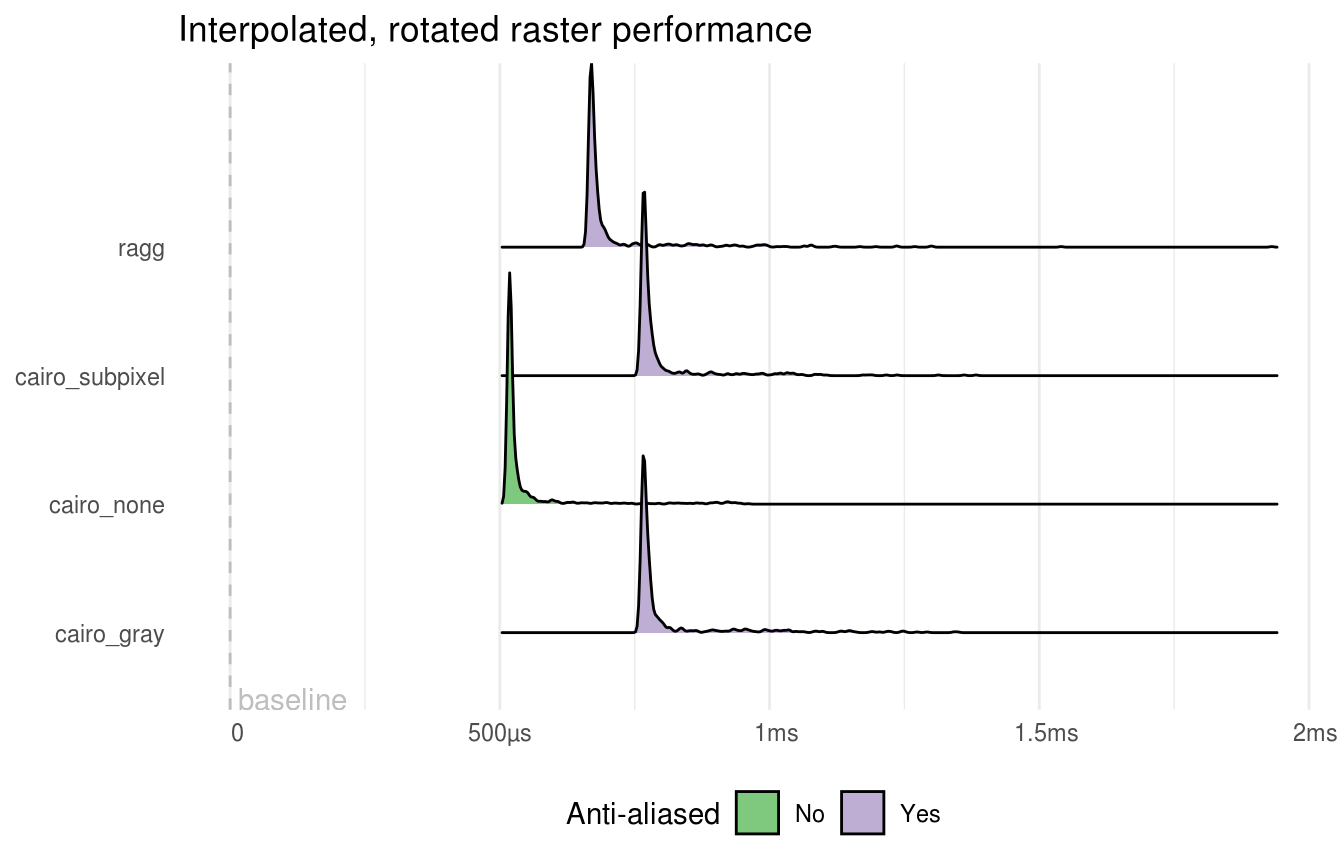 Interpolated, rotated raster performance
ragg
cairo_subpixel
cairo_none
cairo_gray
baseline
0 500µs 1ms 1.5ms 2ms
Anti-aliased No Yes